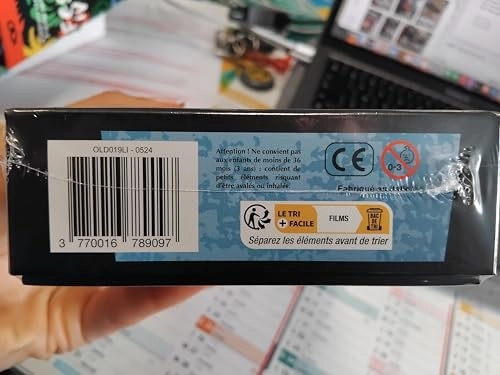 OLD019LI - 0524
3 770016 789097
Attention ! Ne convient pas
aux enfants de moins de 36
mois (3 ans) : contient de
petits éléments risquant
d'être avalés ou inhalés.
CE
0-3
LE TRI
+ FACILE
FILMS
BAC
DE
TRI
Séparez les éléments avant de trier